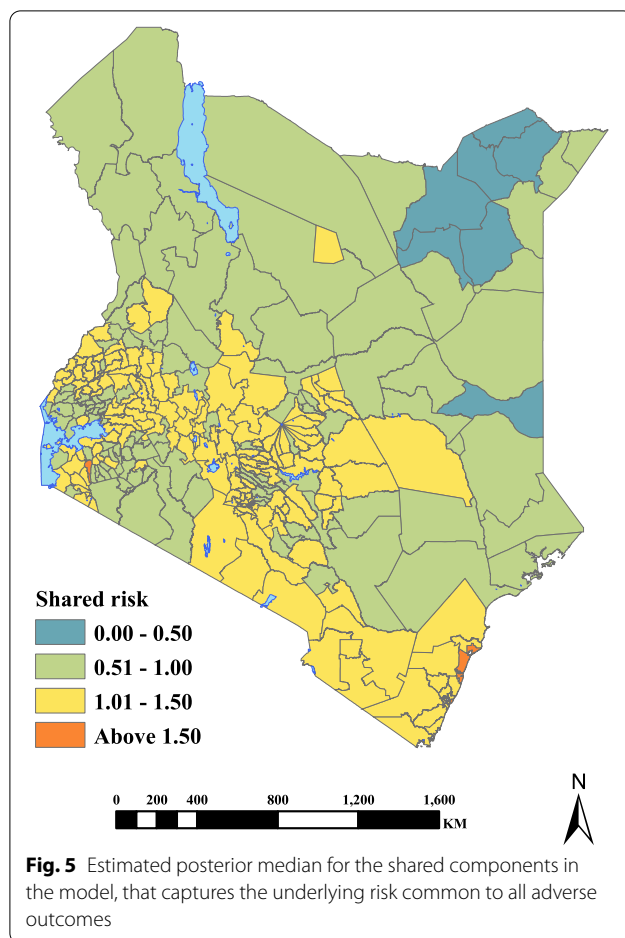 Shared risk
0.00 - 0.50
0.51 - 1.00
1.01 - 1.50
Above 1.50
N
0 200 400 800 1,200 1,600
KM
Fig. 5 Estimated posterior median for the shared components in
the model, that captures the underlying risk common to all adverse
outcomes